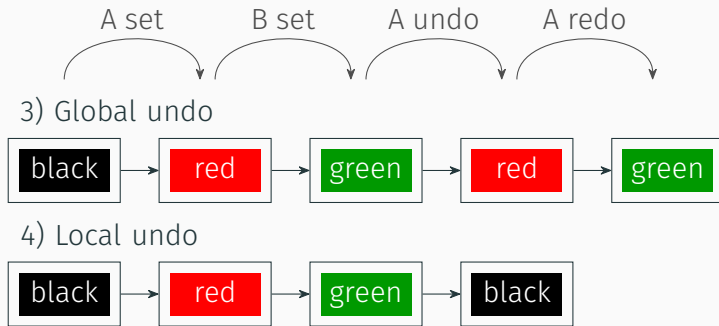 A set B set A undo A redo
3) Global undo
black red green red green
4) Local undo
black red green black